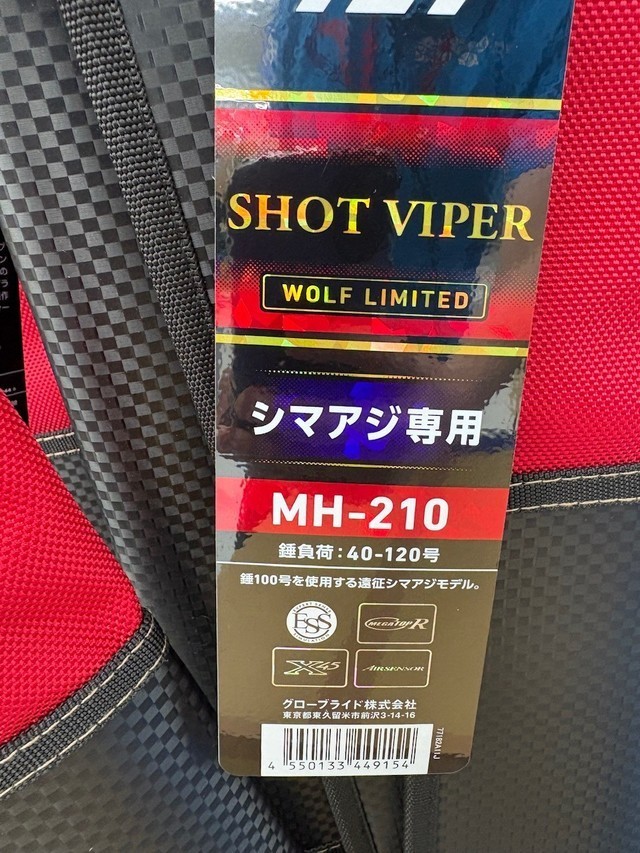 SHOT VIPER
WOLF LIMITED
シマアジ専用
MH-210
錘負荷：40-120号
錘100号を使用する遠征シマアジモデル。
ESS
MEGATOP R
X45
AIRSENSOR
グローブライド株式会社
東京都東久留米市前沢3-14-16
4 550133 449154